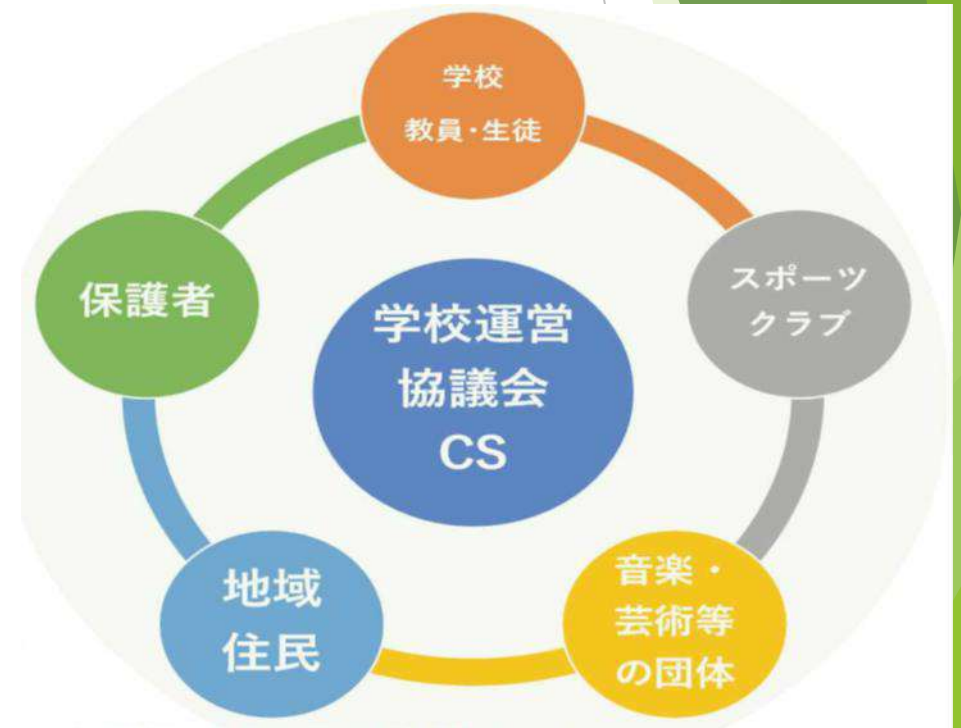 学校
教員・生徒
保護者
スポーツ
クラブ
学校運営
協議会
CS
地域
住民
音楽・
芸術等
の団体